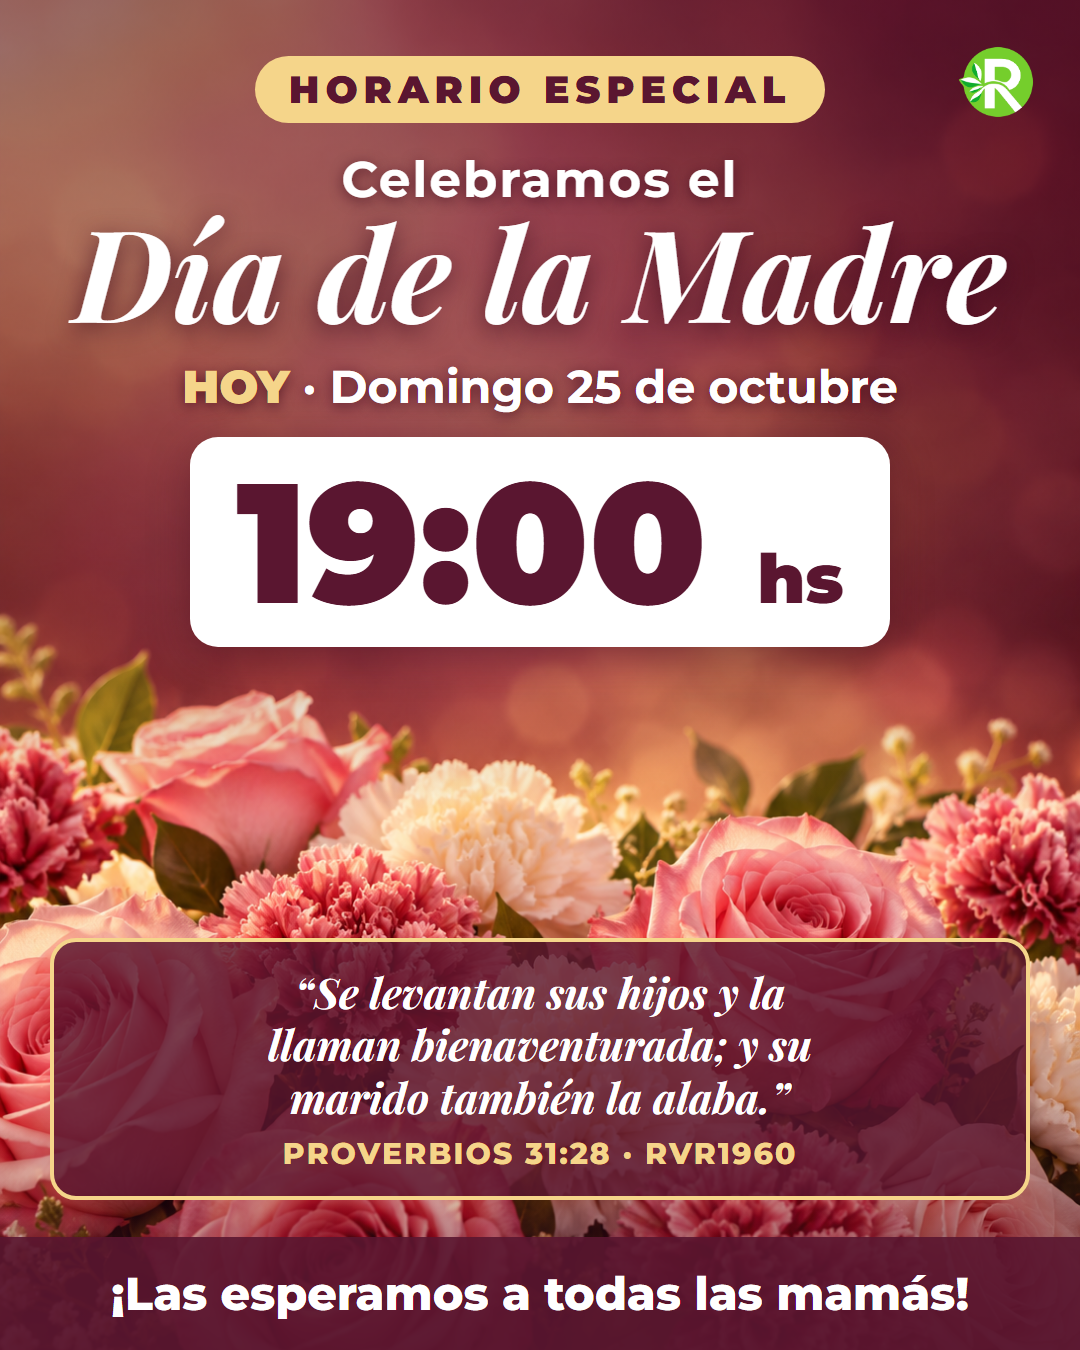 HORARIO ESPECIAL
R
Celebramos el
Día de la Madre
HOY · Domingo 25 de octubre
19:00 hs
“Se levantan sus hijos y la
llaman bienaventurada; y su
marido también la alaba.”
PROVERBIOS 31:28 · RVR1960
¡Las esperamos a todas las mamás!